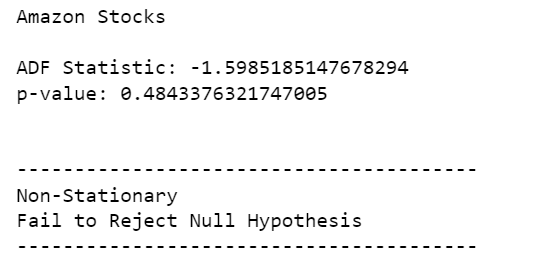 Amazon Stocks
ADF Statistic: -1.5985185147678294
p-value: 0.4843376321747005
----------------------------------------
Non-Stationary
Fail to Reject Null Hypothesis
----------------------------------------